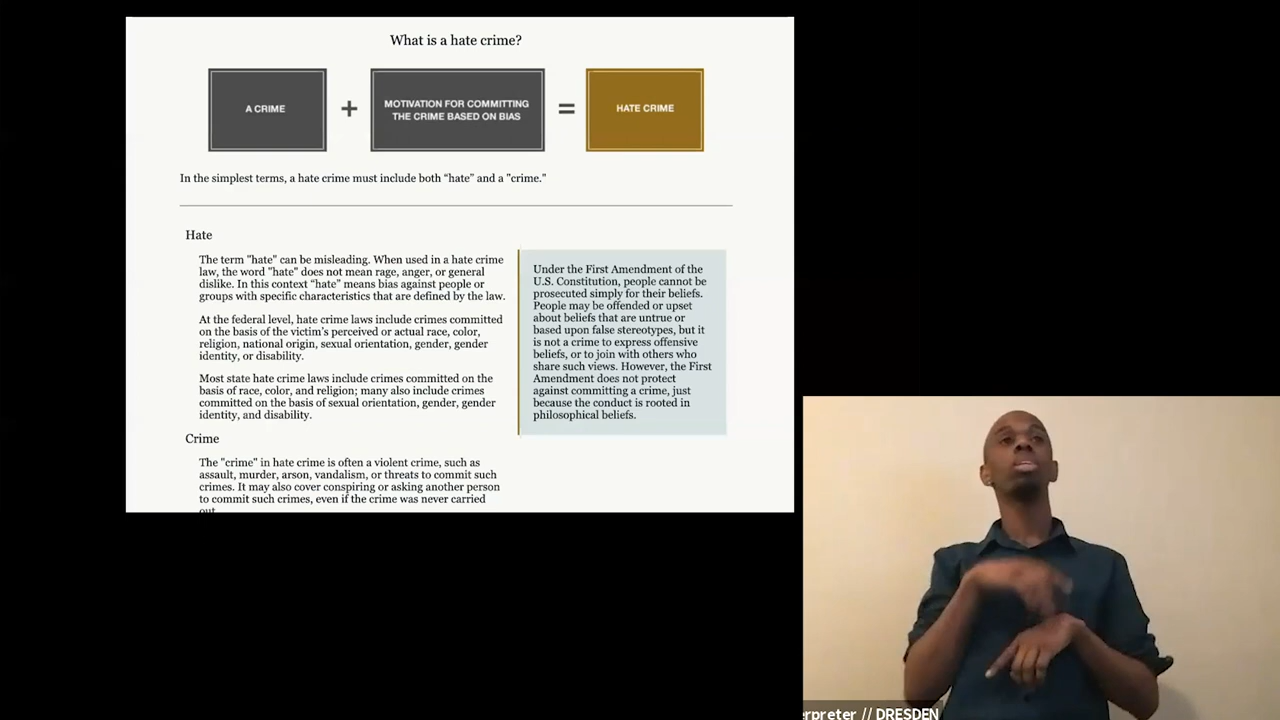 What is a hate crime?
A CRIME
+
MOTIVATION FOR COMMITTING
THE CRIME BASED ON BIAS
=
HATE CRIME
In the simplest terms, a hate crime must include both “hate” and a "crime.”
Hate
The term "hate" can be misleading. When used in a hate crime
law, the word "hate" does not mean rage, anger, or general
dislike. In this context “hate” means bias against people or
groups with specific characteristics that are defined by the law.
At the federal level, hate crime laws include crimes committed
on the basis of the victim’s perceived or actual race, color,
religion, national origin, sexual orientation, gender, gender
identity, or disability.
Most state hate crime laws include crimes committed on the
basis of race, color, and religion; many also include crimes
committed on the basis of sexual orientation, gender, gender
identity, and disability.
Under the First Amendment of the
U.S. Constitution, people cannot be
prosecuted simply for their beliefs.
People may be offended or upset
about beliefs that are untrue or
based upon false stereotypes, but it
is not a crime to express offensive
beliefs, or to join with others who
share such views. However, the First
Amendment does not protect
against committing a crime, just
because the conduct is rooted in
philosophical beliefs.
Crime
The "crime" in hate crime is often a violent crime, such as
assault, murder, arson, vandalism, or threats to commit such
crimes. It may also cover conspiring or asking another person
to commit such crimes, even if the crime was never carried
out.
erpreter // DRESDEN